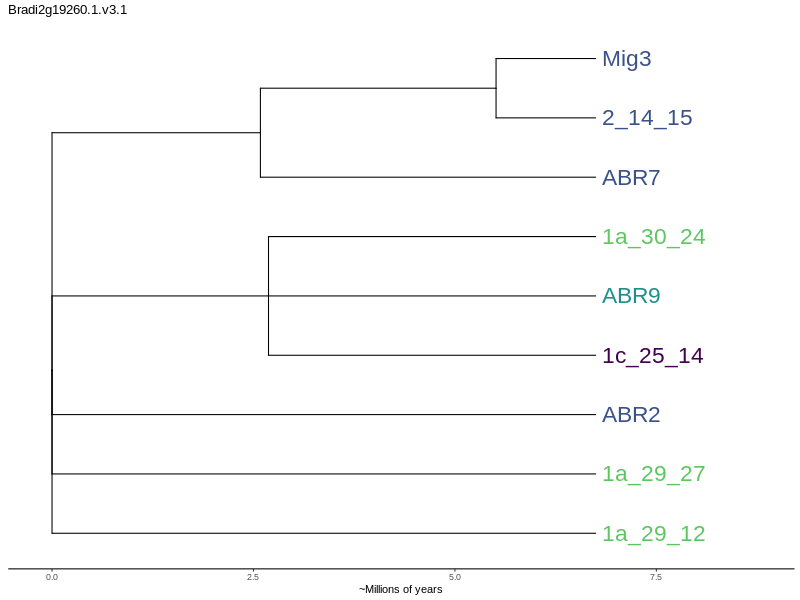 Bradi2g19260.1.v3.1
Mig3
2_14_15
ABR7
1a_30_24
ABR9
1c_25_14
ABR2
1a_29_27
1a_29_12
0.0 2.5 5.0 7.5
~Millions of years